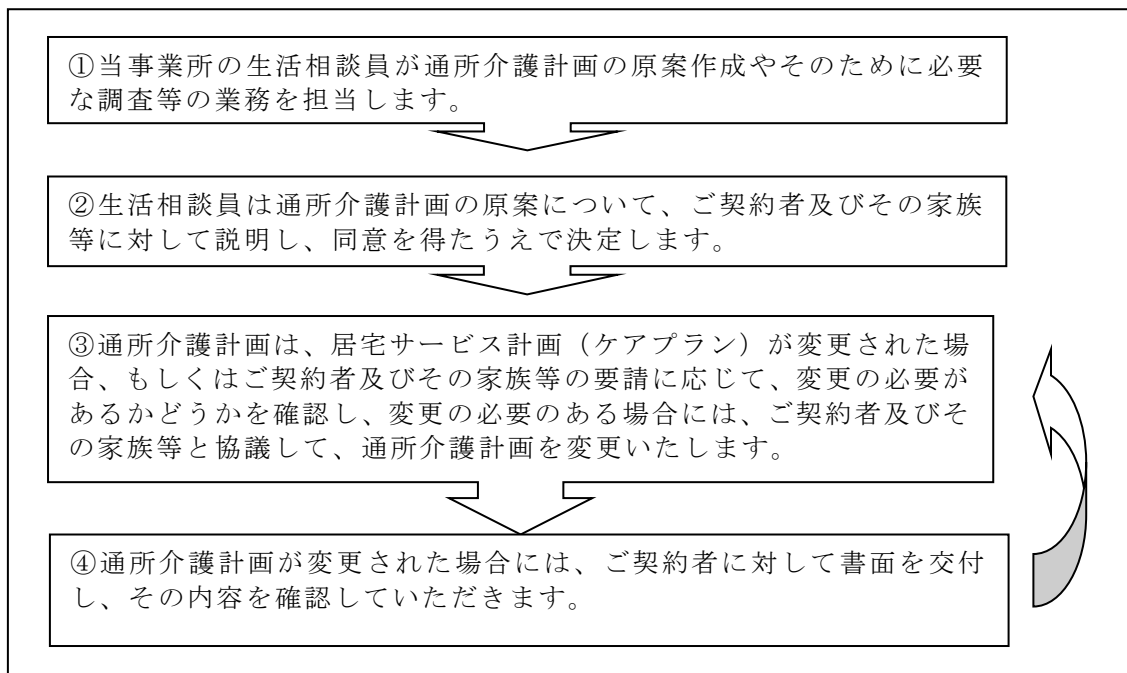 ①当事業所の生活相談員が通所介護計画の原案作成やそのために必要
な調査等の業務を担当します。
②生活相談員は通所介護計画の原案について、ご契約者及びその家族
等に対して説明し、同意を得たうえで決定します。
③通所介護計画は、居宅サービス計画（ケアプラン）が変更された場
合、もしくはご契約者及びその家族等の要請に応じて、変更の必要が
あるかどうかを確認し、変更の必要のある場合には、ご契約者及びそ
の家族等と協議して、通所介護計画を変更いたします。
④通所介護計画が変更された場合には、ご契約者に対して書面を交付
し、その内容を確認していただきます。